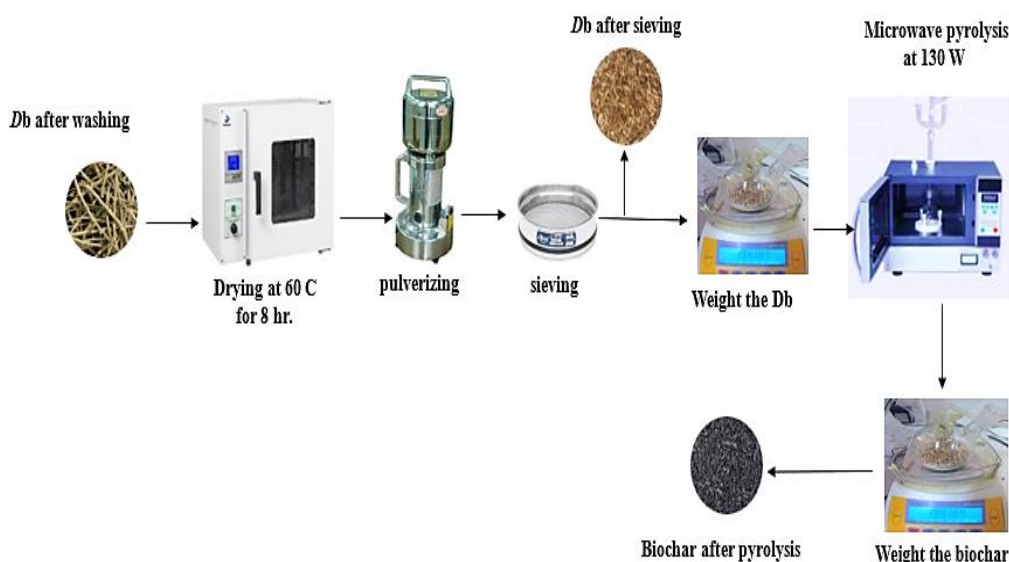 Microwave pyrolysis
at 130 W
Db after sieving
Db after washing
Drying at 60 C
for 8 hr.
pulverizing
sieving
Weight the Db
Biochar after pyrolysis
Weight the biochar